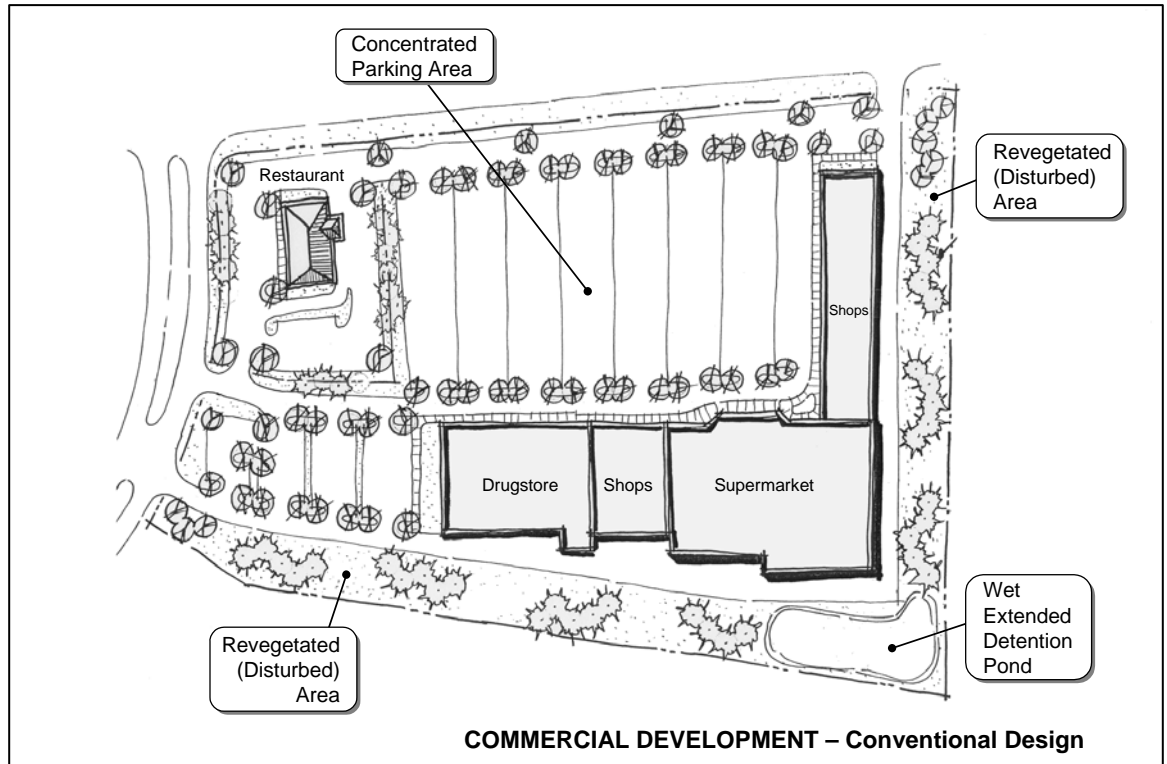 Concentrated
Parking Area
Restaurant
Revegetated
(Disturbed)
Area
Shops
Drugstore
Shops
Supermarket
Revegetated
(Disturbed)
Area
Wet
Extended
Detention
Pond
COMMERCIAL DEVELOPMENT – Conventional Design